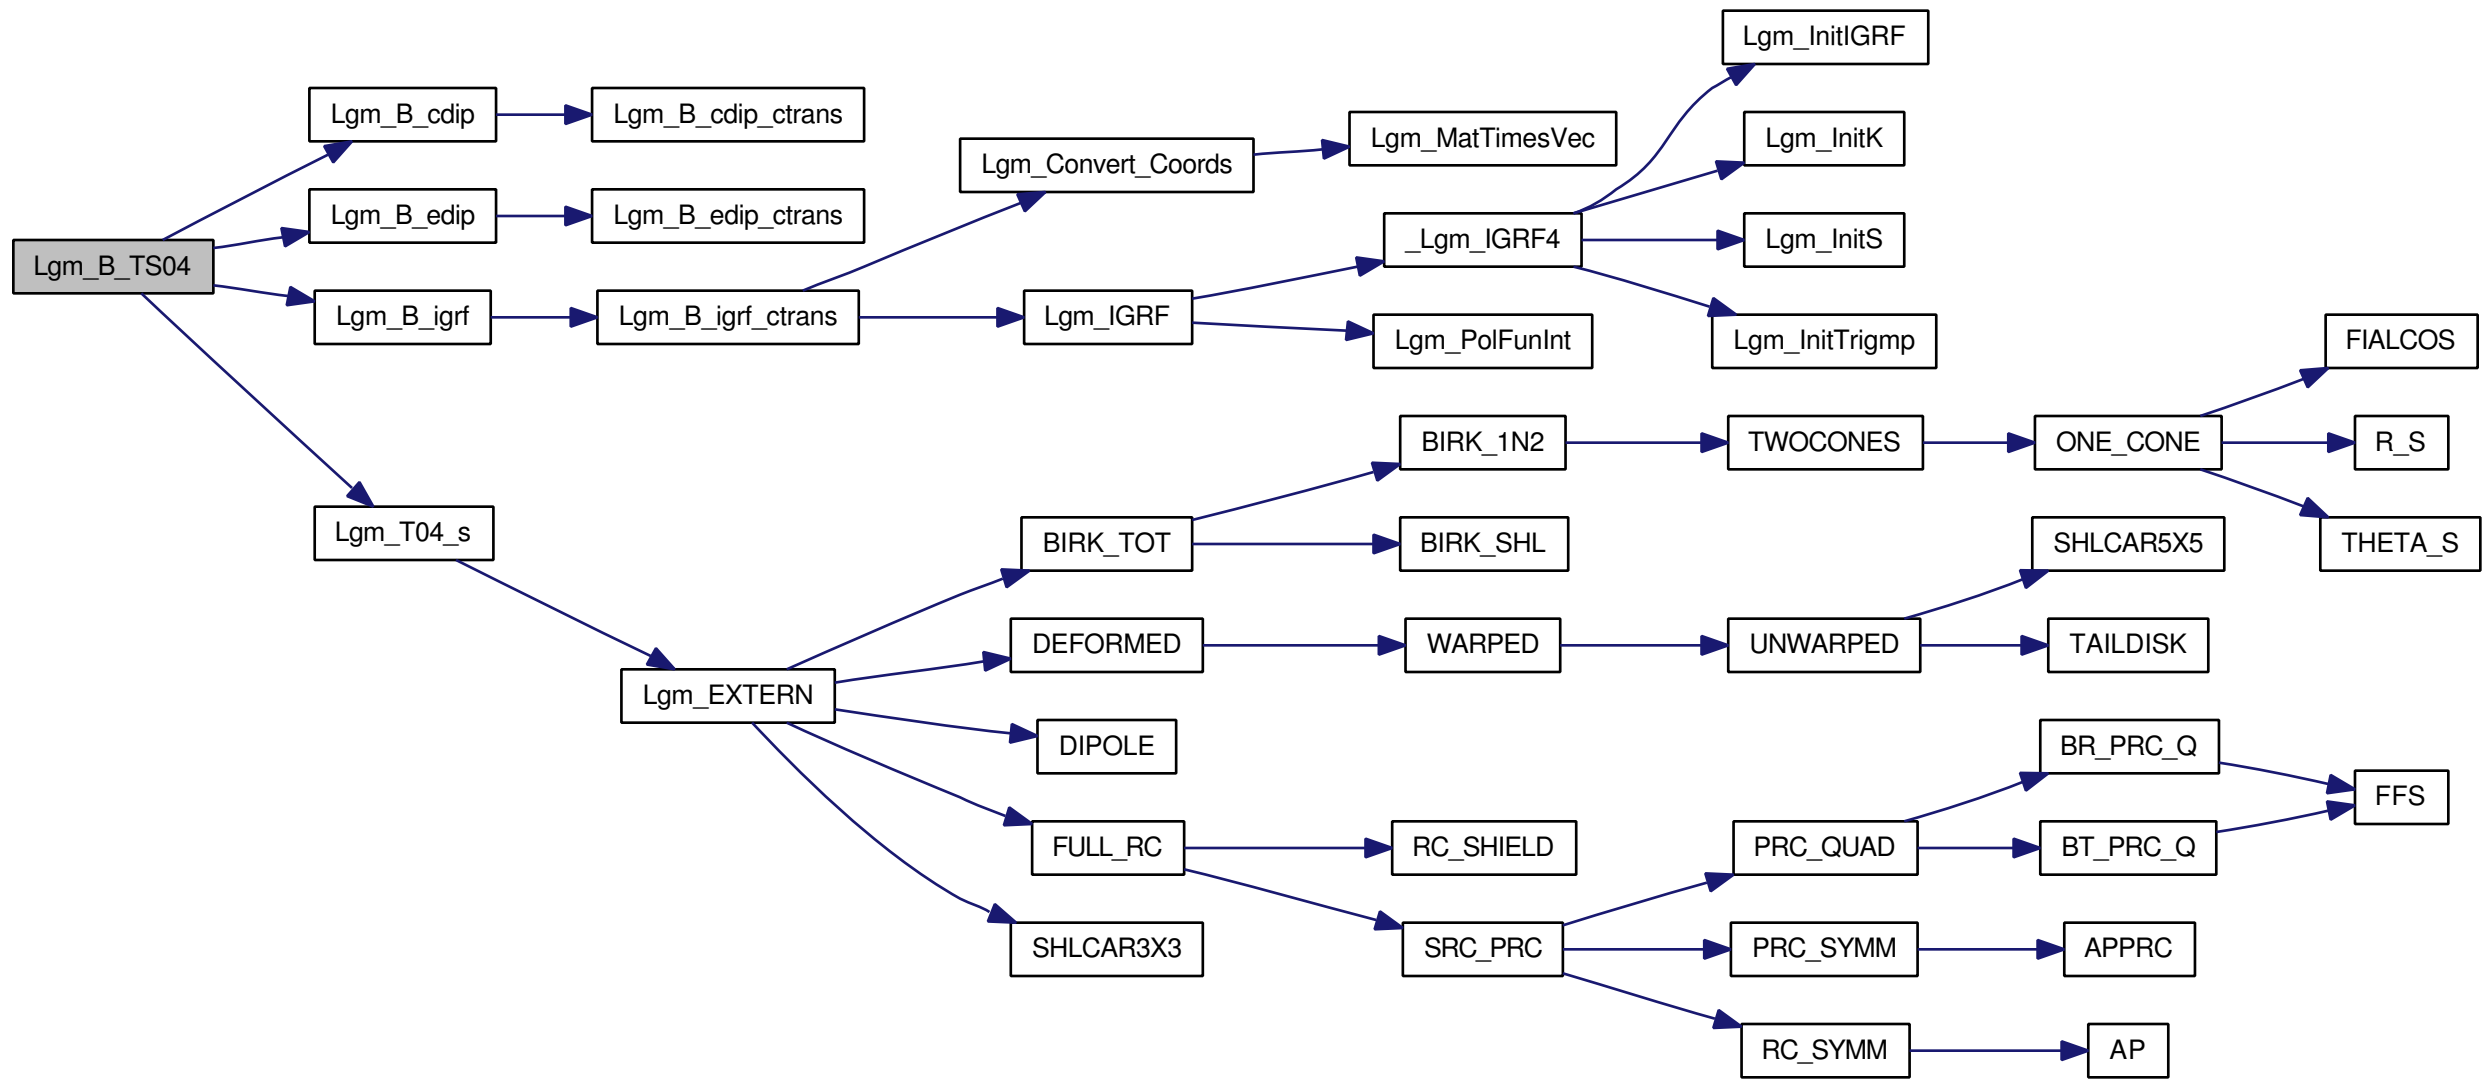 Lgm_B_TS04
Lgm_B_cdip
Lgm_B_edip
Lgm_B_igrf
Lgm_T04_s
Lgm_B_cdip_ctrans
Lgm_B_edip_ctrans
Lgm_B_igrf_ctrans
Lgm_EXTERN
Lgm_Convert_Coords
Lgm_IGRF
BIRK_TOT
DEFORMED
DIPOLE
FULL_RC
SHLCAR3X3
Lgm_MatTimesVec
_Lgm_IGRF4
Lgm_PolFunInt
BIRK_1N2
BIRK_SHL
WARPED
RC_SHIELD
SRC_PRC
Lgm_InitIGRF
Lgm_InitK
Lgm_InitS
Lgm_InitTrigmp
TWOCONES
UNWARPED
PRC_QUAD
PRC_SYMM
RC_SYMM
ONE_CONE
SHLCAR5X5
TAILDISK
BR_PRC_Q
BT_PRC_Q
APPRC
AP
FIALCOS
R_S
THETA_S
FFS